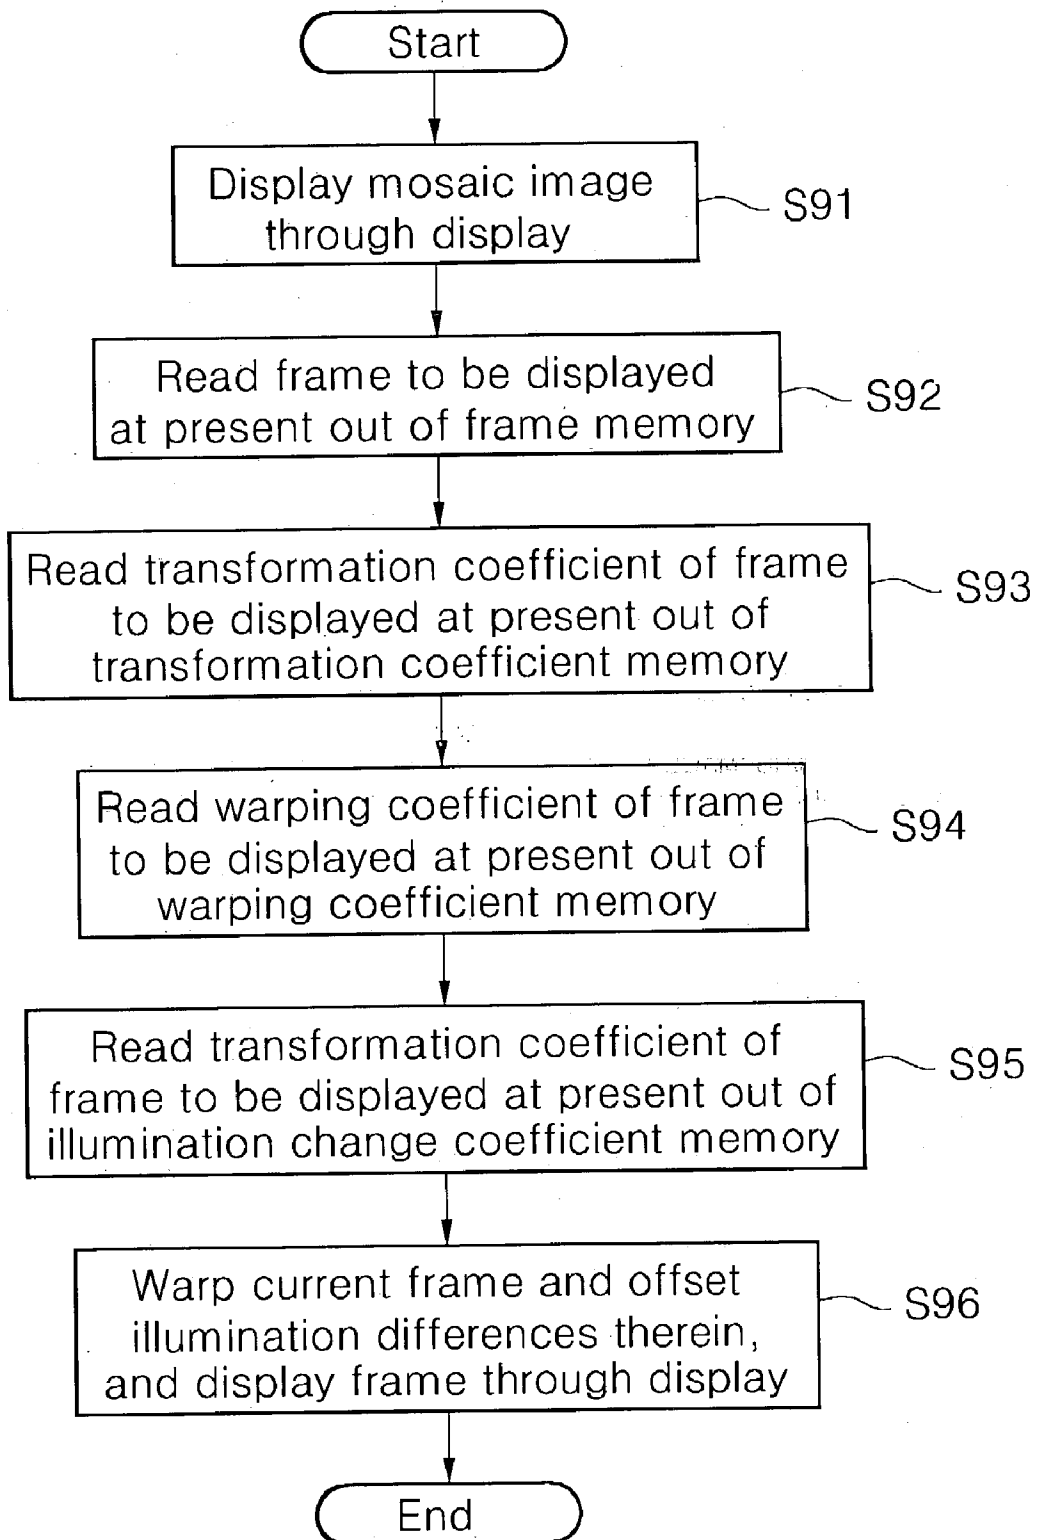 Start
Display mosaic image
through display
S91
Read frame to be displayed
at present out of frame memory
S92
Read transformation coefficient of frame
to be displayed at present out of
transformation coefficient memory
S93
Read warping coefficient of frame
to be displayed at present out of
warping coefficient memory
S94
Read transformation coefficient of
frame to be displayed at present out of
illumination change coefficient memory
S95
Warp current frame and offset
illumination differences therein,
and display frame through display
S96
End